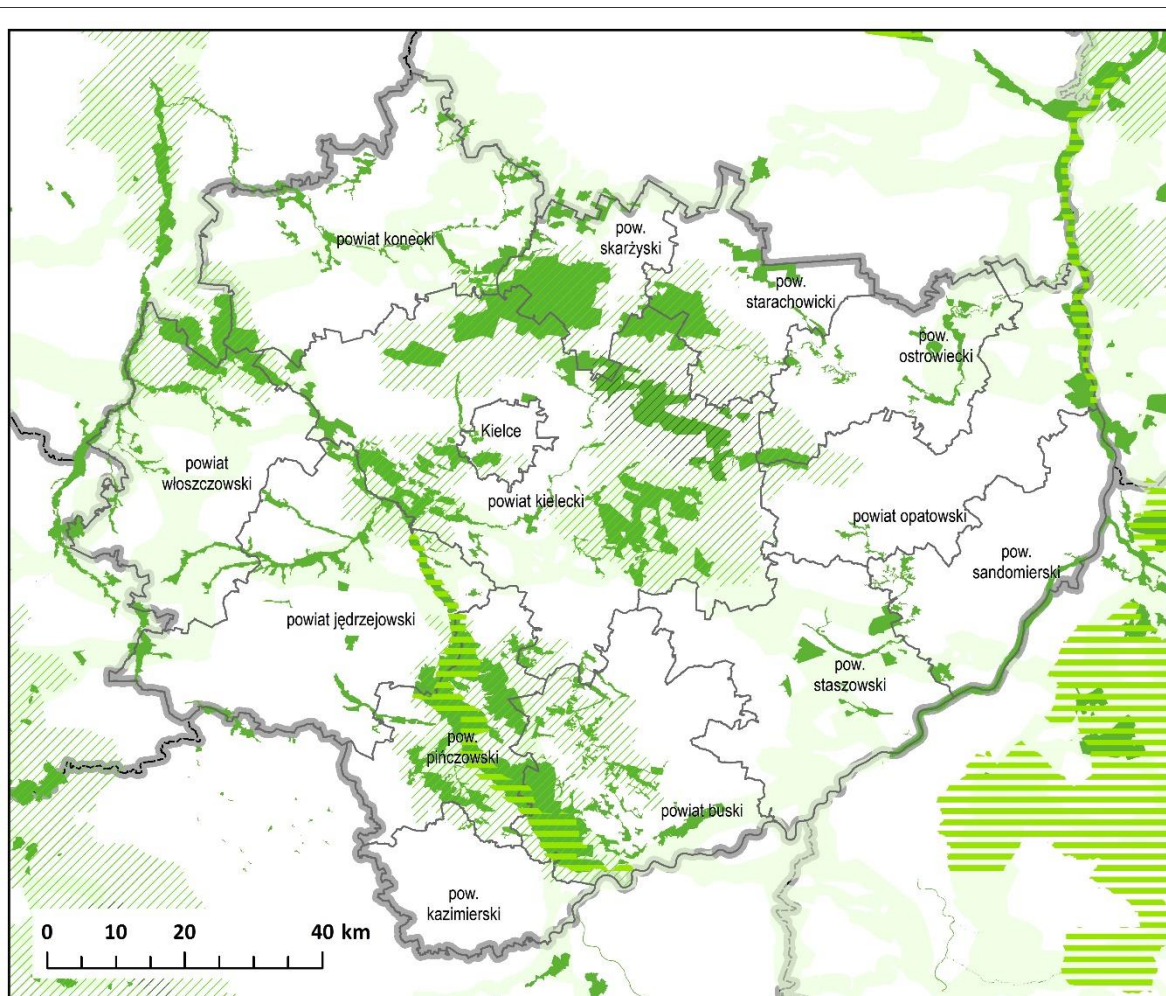 pow.
skarżyski
powiat konecki
pow.
starachowicki
pow.
ostrowiecki
Kielce
powiat
włoszczowski
powiat kielecki
powiat opatowski
pow.
sandomierski
powiat jędrzejowski
pow.
staszowski
pow.
pińczowski
powiat buski
pow.
kazimierski
0 10 20 40 km